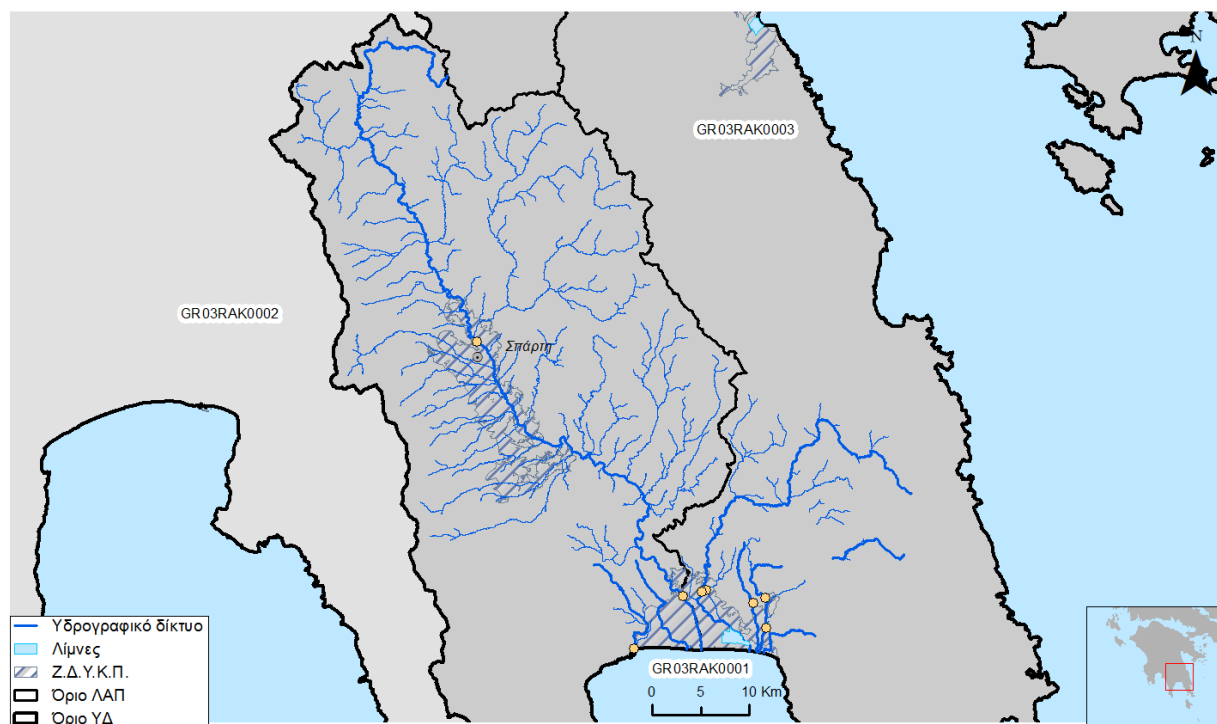 N
GR03RAK0003
GR03RAK0002
Σπάρτη
GR03RAK0001
0 5 10 Km
Υδρογραφικό δίκτυο
Λίμνες
Ζ.Δ.Υ.Κ.Π.
Όριο ΛΑΠ
Όριο ΥΔ